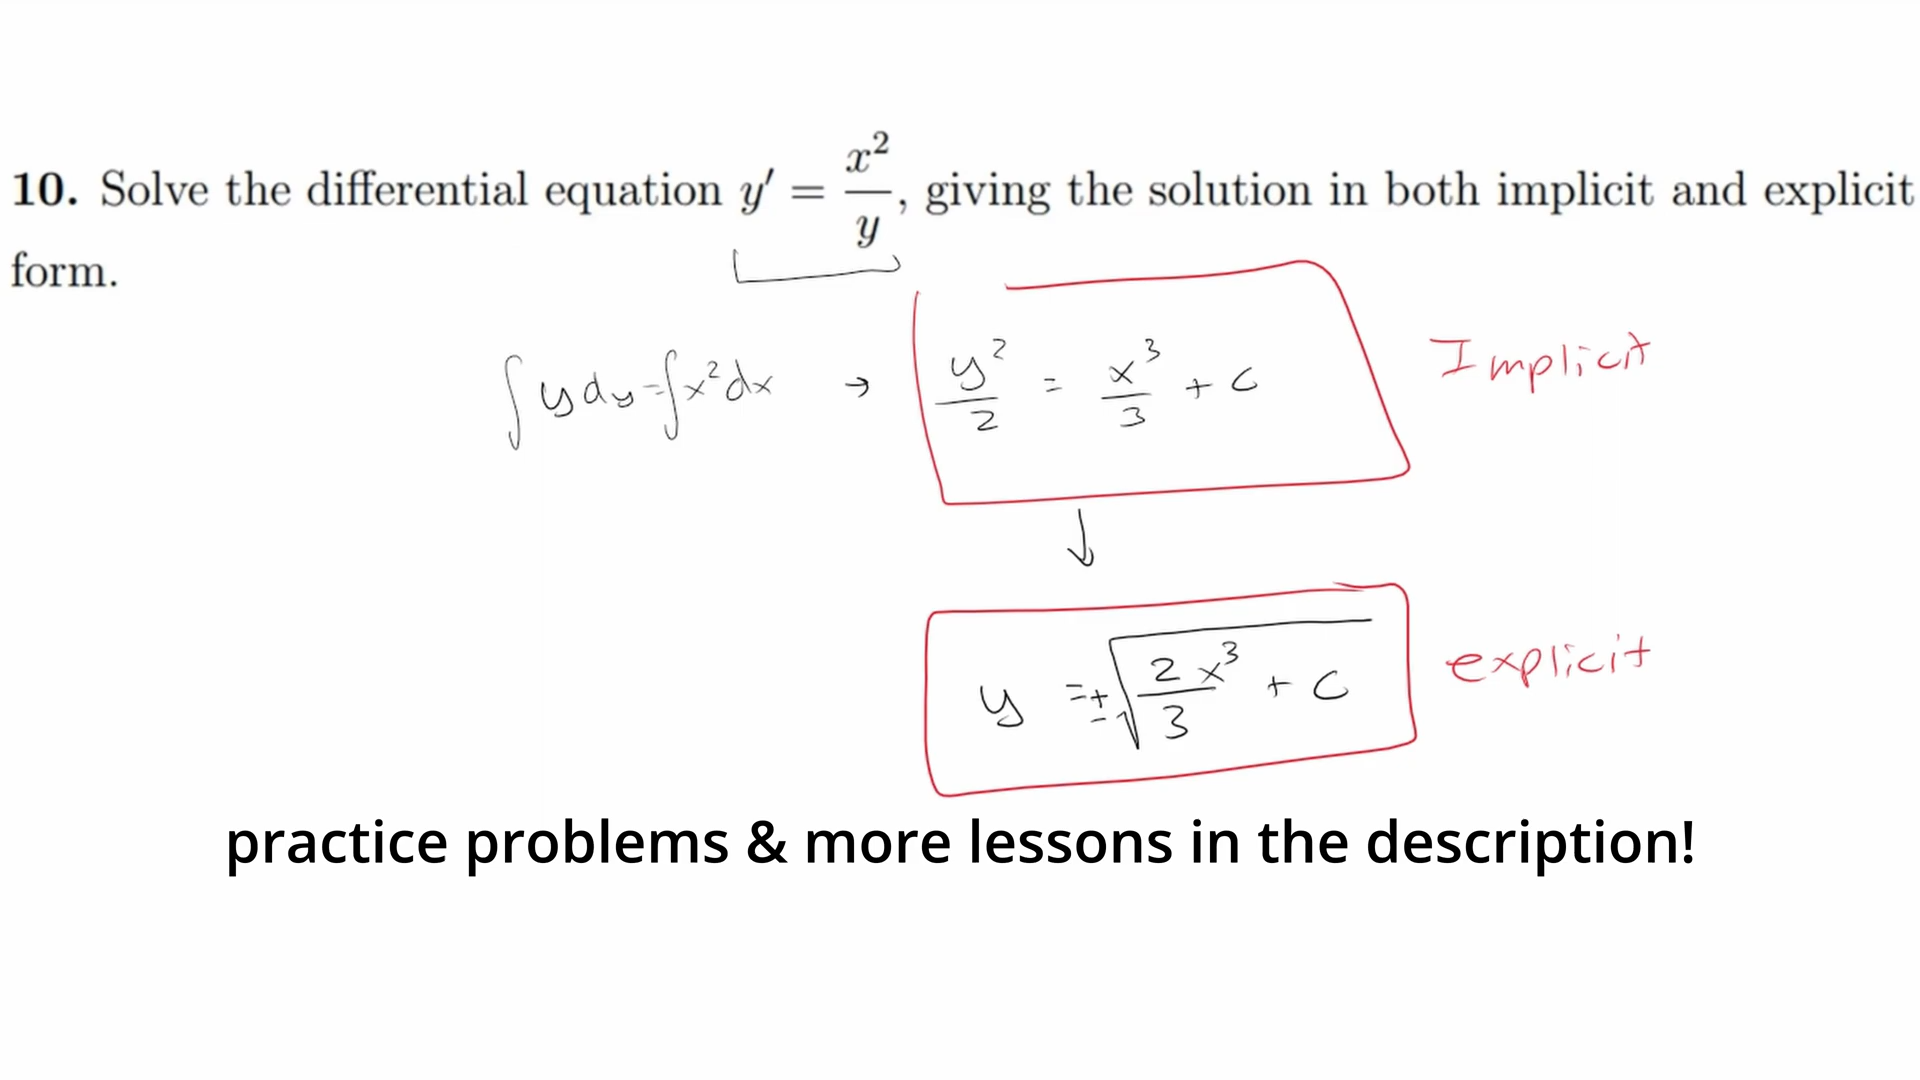 10. Solve the differential equation y' = x²/y, giving the solution in both implicit and explicit
form.
∫ y dy = ∫ x² dx → y²/2 = x³/3 + c Implicit
↓
y = ± √(2x³/3 + c) explicit
practice problems & more lessons in the description!